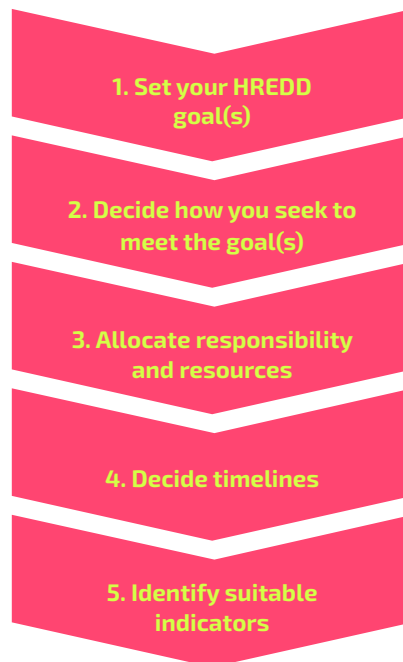 1. Set your HREDD
goal(s)
2. Decide how you seek to
meet the goal(s)
3. Allocate responsibility
and resources
4. Decide timelines
5. Identify suitable
indicators